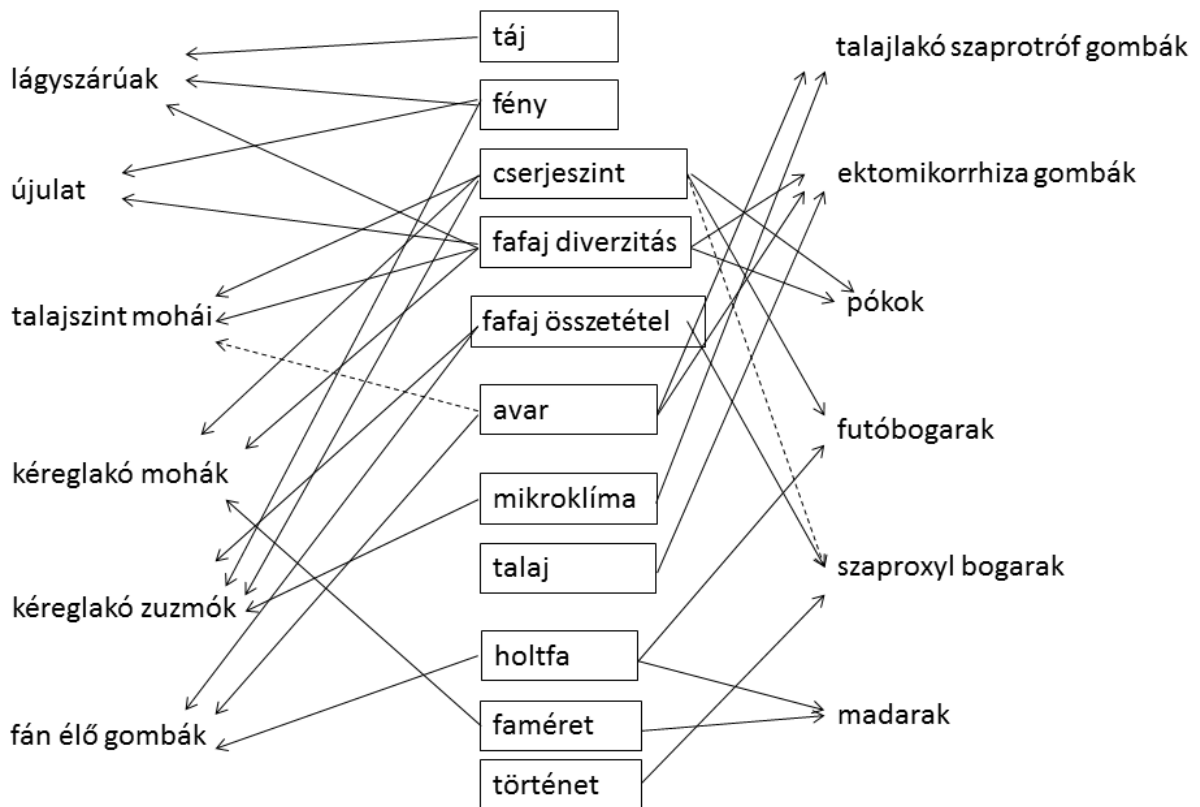 lágyszárúak
újulat
talajszint mohái
kéreglakó mohák
kéreglakó zuzmók
fán élő gombák
táj
fény
cserjeszint
fafaj diverzitás
fafaj összetétel
avar
mikroklíma
talaj
holtfa
faméret
történet
talajlakó szaprotróf gombák
ektomikorrhiza gombák
pókok
futóbogarak
szaproxyl bogarak
madarak